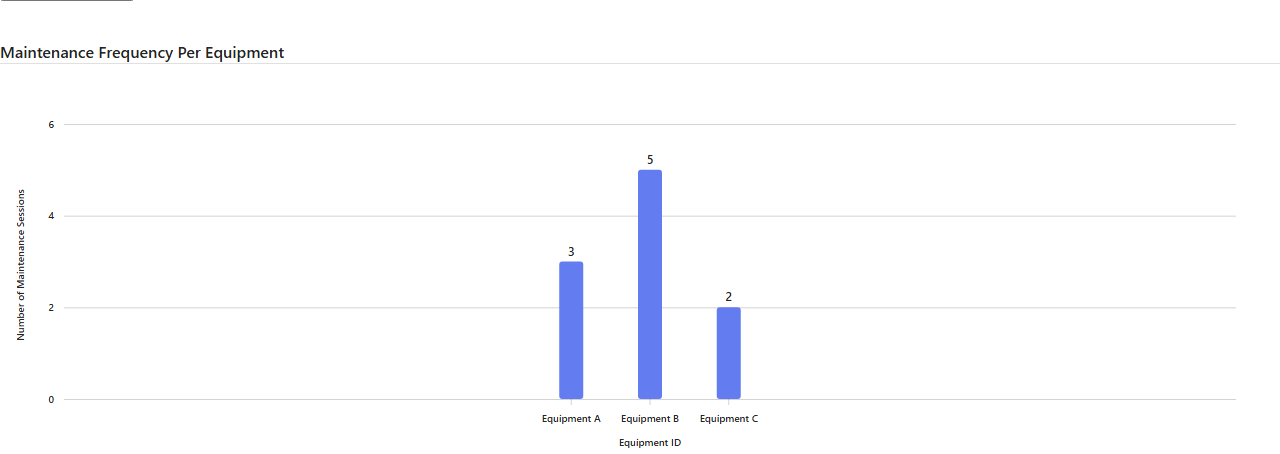 Maintenance Frequency Per Equipment
Number of Maintenance Sessions
6
4
2
0
3
5
2
Equipment A
Equipment B
Equipment C
Equipment ID